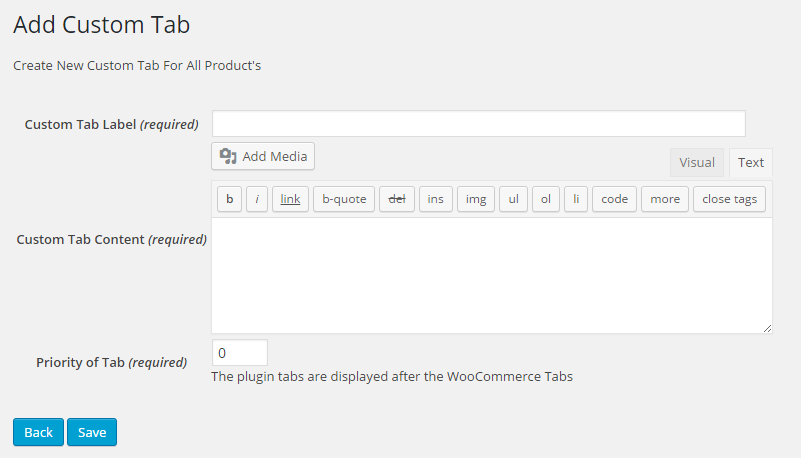 Add Custom Tab
Create New Custom Tab For All Product's
Custom Tab Label (required)
Add Media
Visual Text
b i link b-quote del ins img ul ol li code more close tags
Custom Tab Content (required)
Priority of Tab (required) 0
The plugin tabs are displayed after the WooCommerce Tabs
Back Save